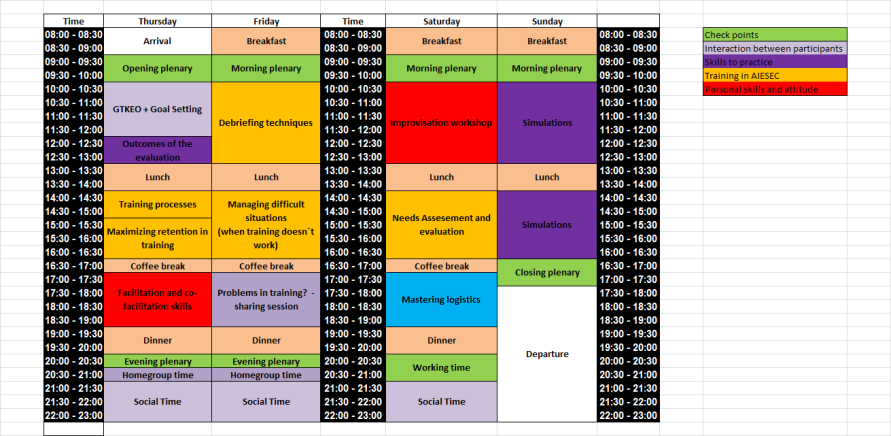 Time Thursday Friday Time Saturday Sunday
08:00 - 08:30 Arrival Breakfast 08:00 - 08:30 Breakfast Breakfast 08:00 - 08:30 Check points
08:30 - 09:00 08:30 - 09:00 08:30 - 09:00 Interaction between participants
09:00 - 09:30 Opening plenary Morning plenary 09:00 - 09:30 Morning plenary Morning plenary 09:00 - 09:30 Skills to practice
09:30 - 10:00 09:30 - 10:00 09:30 - 10:00 Training in AIESEC
10:00 - 10:30 10:00 - 10:30 10:00 - 10:30 Personal skills and attitude
10:30 - 11:00 GTKEO + Goal Setting 10:30 - 11:00 10:30 - 11:00
11:00 - 11:30 Debriefing techniques 11:00 - 11:30 Improvisation workshop Simulations 11:00 - 11:30
11:30 - 12:00 11:30 - 12:00 11:30 - 12:00
12:00 - 12:30 Outcomes of the 12:00 - 12:30 12:00 - 12:30
12:30 - 13:00 evaluation 12:30 - 13:00 12:30 - 13:00
13:00 - 13:30 Lunch Lunch 13:00 - 13:30 Lunch Lunch 13:00 - 13:30
13:30 - 14:00 13:30 - 14:00 13:30 - 14:00
14:00 - 14:30 Training processes Managing difficult 14:00 - 14:30 14:00 - 14:30
14:30 - 15:00 situations 14:30 - 15:00 Needs Assesement and Simulations 14:30 - 15:00
15:00 - 15:30 Maximizing retention in (when training doesn`t 15:00 - 15:30 evaluation 15:00 - 15:30
15:30 - 16:00 training work) 15:30 - 16:00 15:30 - 16:00
16:00 - 16:30 16:00 - 16:30 16:00 - 16:30
16:30 - 17:00 Coffee break Coffee break 16:30 - 17:00 Coffee break Closing plenary 16:30 - 17:00
17:00 - 17:30 17:00 - 17:30 17:00 - 17:30
17:30 - 18:00 Facilitation and co- Problems in training? - 17:30 - 18:00 Mastering logistics 17:30 - 18:00
18:00 - 18:30 facilitation skills sharing session 18:00 - 18:30 18:00 - 18:30
18:30 - 19:00 18:30 - 19:00 18:30 - 19:00
19:00 - 19:30 Dinner Dinner 19:00 - 19:30 Dinner 19:00 - 19:30
19:30 - 20:00 19:30 - 20:00 Departure 19:30 - 20:00
20:00 - 20:30 Evening plenary Evening plenary 20:00 - 20:30 Working time 20:00 - 20:30
20:30 - 21:00 Homegroup time Homegroup time 20:30 - 21:00 20:30 - 21:00
21:00 - 21:30 21:00 - 21:30 21:00 - 21:30
21:30 - 22:00 Social Time Social Time 21:30 - 22:00 Social Time 21:30 - 22:00
22:00 - 23:00 22:00 - 23:00 22:00 - 23:00